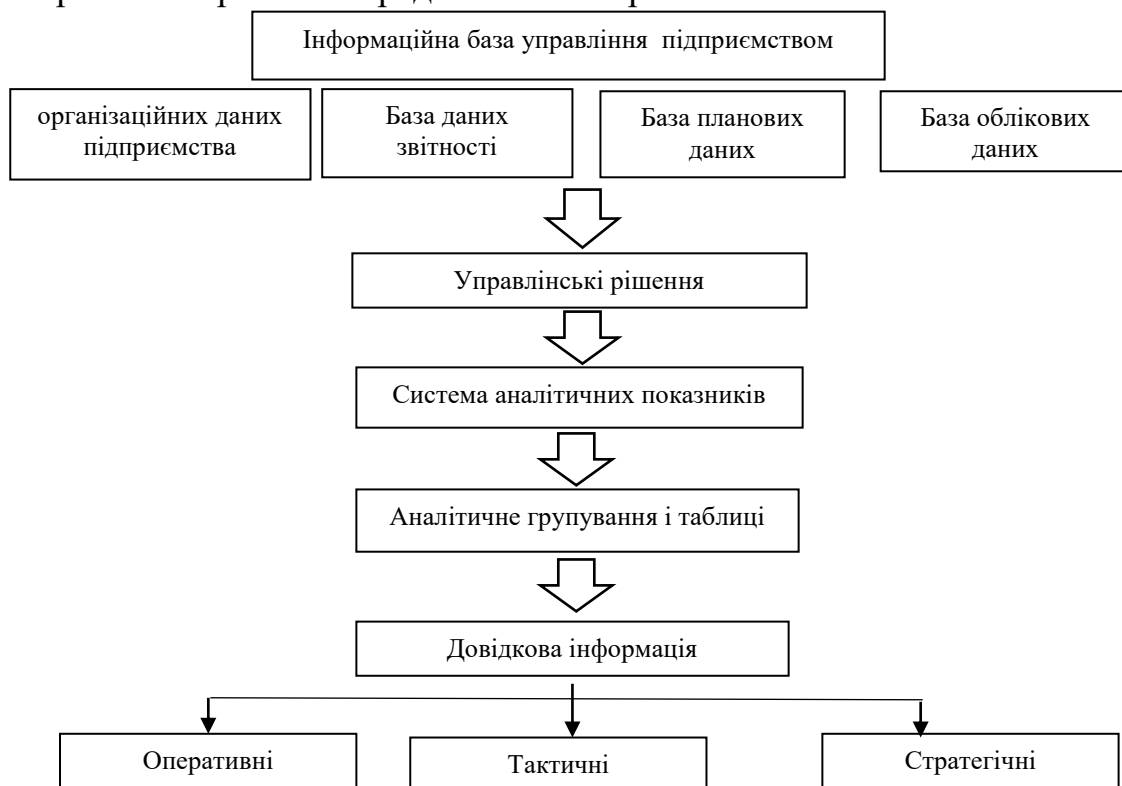 Інформаційна база управління підприємством
організаційних даних
підприємства
База даних
звітності
База планових
даних
База облікових
даних
Управлінські рішення
Система аналітичних показників
Аналітичне групування і таблиці
Довідкова інформація
Оперативні
Тактичні
Стратегічні